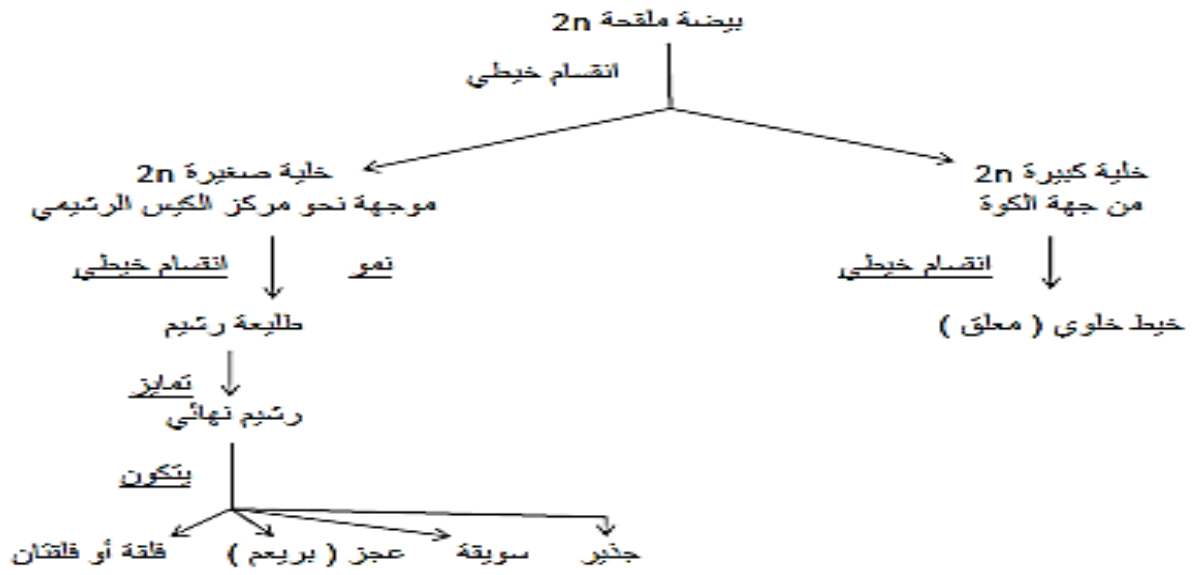 بيضة ملقحة 2n
انقسام خيطي
خلية كبيرة 2n
من جهة الكوة
خلية صغيرة 2n
موجهة نحو مركز الكيس الرشيمي
انقسام خيطي
نمو
انقسام خيطي
خيط خلوي ( معلق )
طليعة رشيم
تمايز
رشيم نهائي
يتكون
جذير
سويقة
عجز ( بريعم )
فلقة أو فلقتان